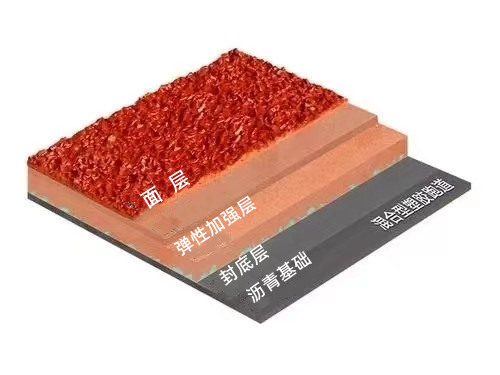 面 层
弹性加强层
封底层
沥青基础
混合型塑胶跑道